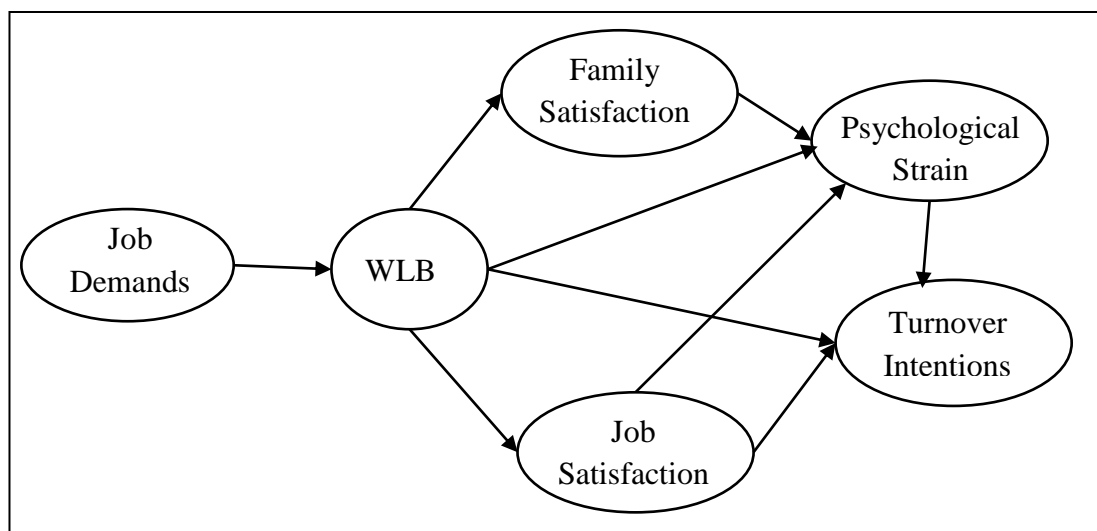 Family
Satisfaction
Psychological
Strain
Job
Demands
WLB
Turnover
Intentions
Job
Satisfaction